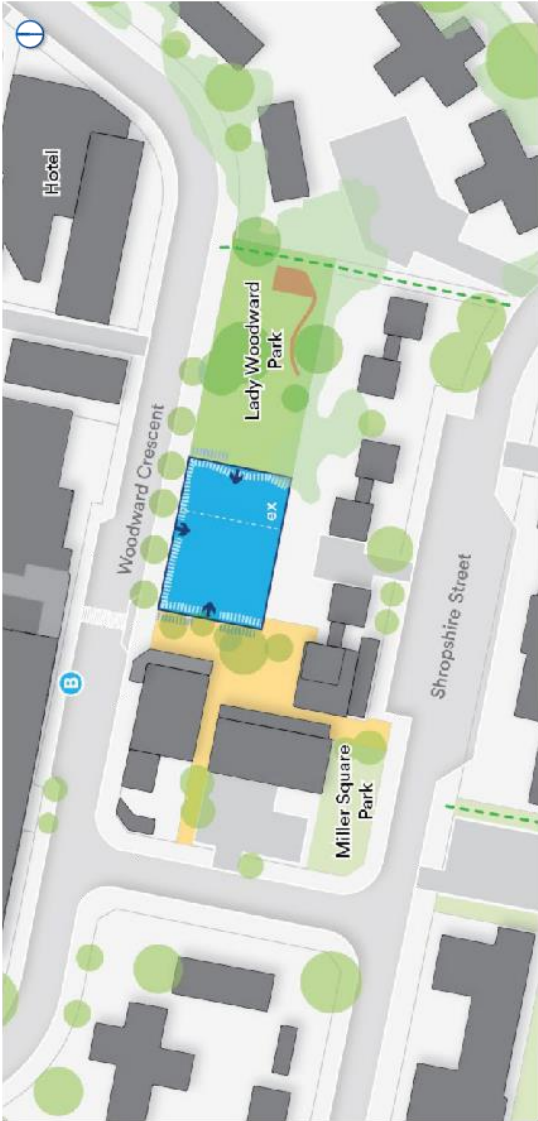 Hotel
Woodward Crescent
Lady Woodward
Park
ex
B
Shropshire Street
Miller Square
Park